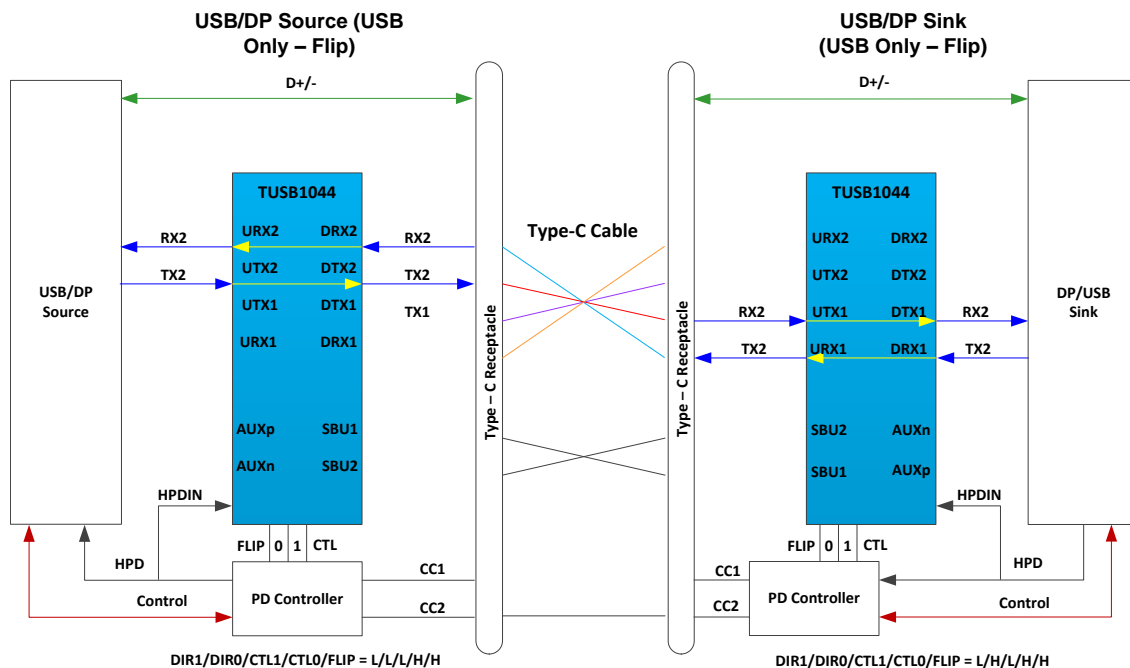 USB/DP Source (USB
Only – Flip)
USB/DP Sink
(USB Only – Flip)
D+/-
D+/-
TUSB1044
TUSB1044
Type-C Cable
RX2
URX2
DRX2
RX2
TX2
UTX2
DTX2
TX2
UTX1
DTX1
TX1
URX1
DRX1
USB/DP
Source
URX2
DRX2
UTX2
DTX2
RX2
UTX1
DTX1
RX2
TX2
URX1
DRX1
TX2
DP/USB
Sink
Type – C Receptacle
Type – C Receptacle
AUXp
SBU1
AUXn
SBU2
SBU2
AUXn
SBU1
AUXp
HPDIN
HPDIN
FLIP
0
1
CTL
FLIP
0
1
CTL
HPD
HPD
CC1
CC1
PD Controller
PD Controller
Control
Control
CC2
CC2
DIR1/DIR0/CTL1/CTL0/FLIP = L/L/L/H/H
DIR1/DIR0/CTL1/CTL0/FLIP = L/H/L/H/H